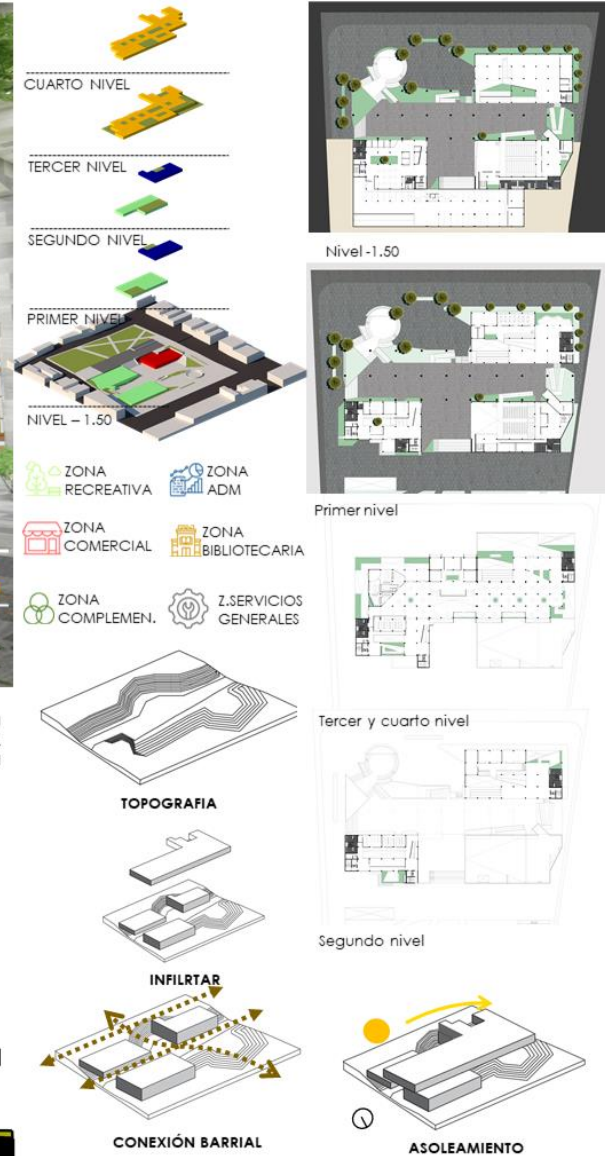 CUARTO NIVEL
TERCER NIVEL
SEGUNDO NIVEL
PRIMER NIVEL
NIVEL – 1.50
ZONA
RECREATIVA
ZONA
ADM
ZONA
COMERCIAL
ZONA
BIBLIOTECARIA
ZONA
COMPLEMEN.
Z.SERVICIOS
GENERALES
TOPOGRAFIA
INFILRTAR
CONEXIÓN BARRIAL
Nivel -1.50
Primer nivel
Tercer y cuarto nivel
Segundo nivel
ASOLEAMIENTO